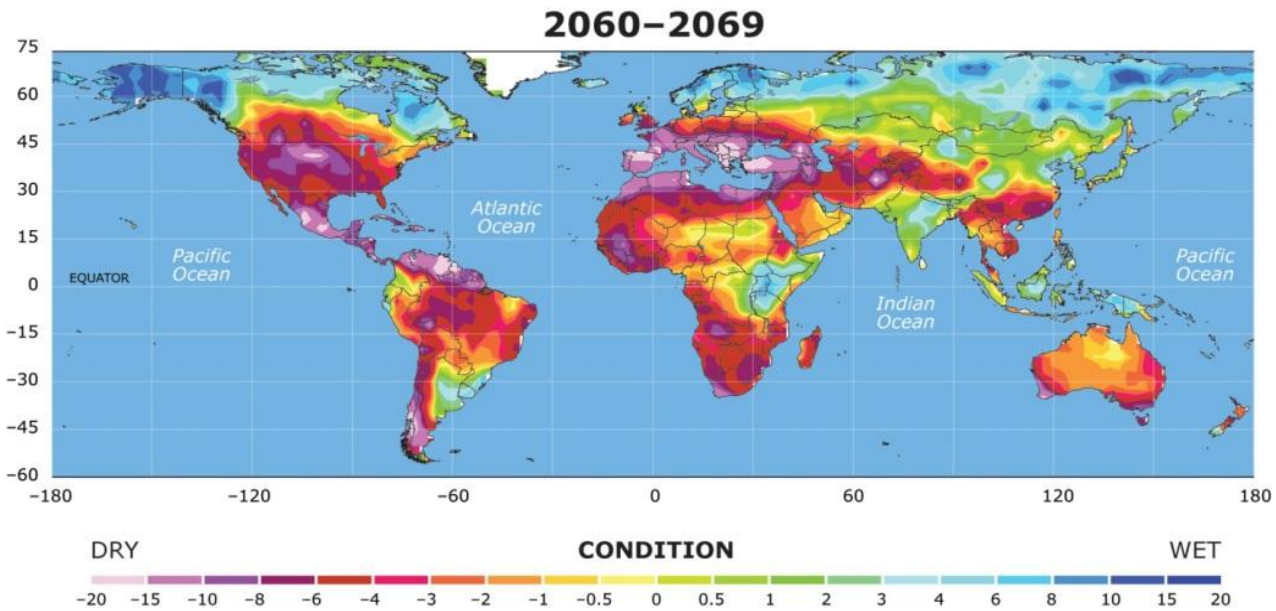 2060–2069
75
60
45
30
15
0
−15
−30
−45
−60
Atlantic
Ocean
Pacific
Ocean
EQUATOR
Indian
Ocean
Pacific
Ocean
−180 −120 −60 0 60 120 180
DRY CONDITION WET
−20 −15 −10 −8 −6 −4 −3 −2 −1 −0.5 0 0.5 1 2 3 4 6 8 10 15 20